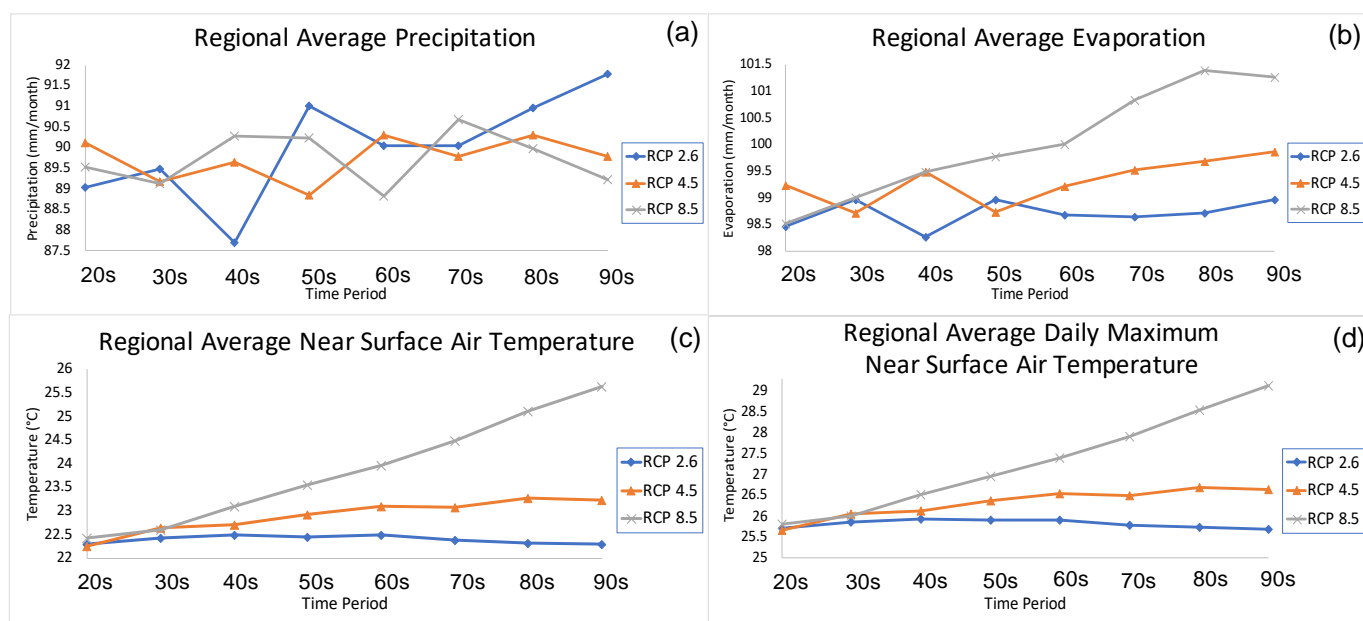 Regional Average Precipitation
(a)
Precipitation (mm/month)
92
91.5
91
90.5
90
89.5
89
88.5
88
87.5
20s 30s 40s 50s 60s 70s 80s 90s
Time Period
RCP 2.6
RCP 4.5
RCP 8.5
Regional Average Evaporation
(b)
Evaporation (mm/month)
101.5
101
100.5
100
99.5
99
98.5
98
20s 30s 40s 50s 60s 70s 80s 90s
Time Period
RCP 2.6
RCP 4.5
RCP 8.5
Regional Average Near Surface Air Temperature
(c)
Temperature (°C)
26
25.5
25
24.5
24
23.5
23
22.5
22
20s 30s 40s 50s 60s 70s 80s 90s
Time Period
RCP 2.6
RCP 4.5
RCP 8.5
Regional Average Daily Maximum
Near Surface Air Temperature
(d)
Temperature (°C)
29
28.5
28
27.5
27
26.5
26
25.5
25
20s 30s 40s 50s 60s 70s 80s 90s
Time Period
RCP 2.6
RCP 4.5
RCP 8.5